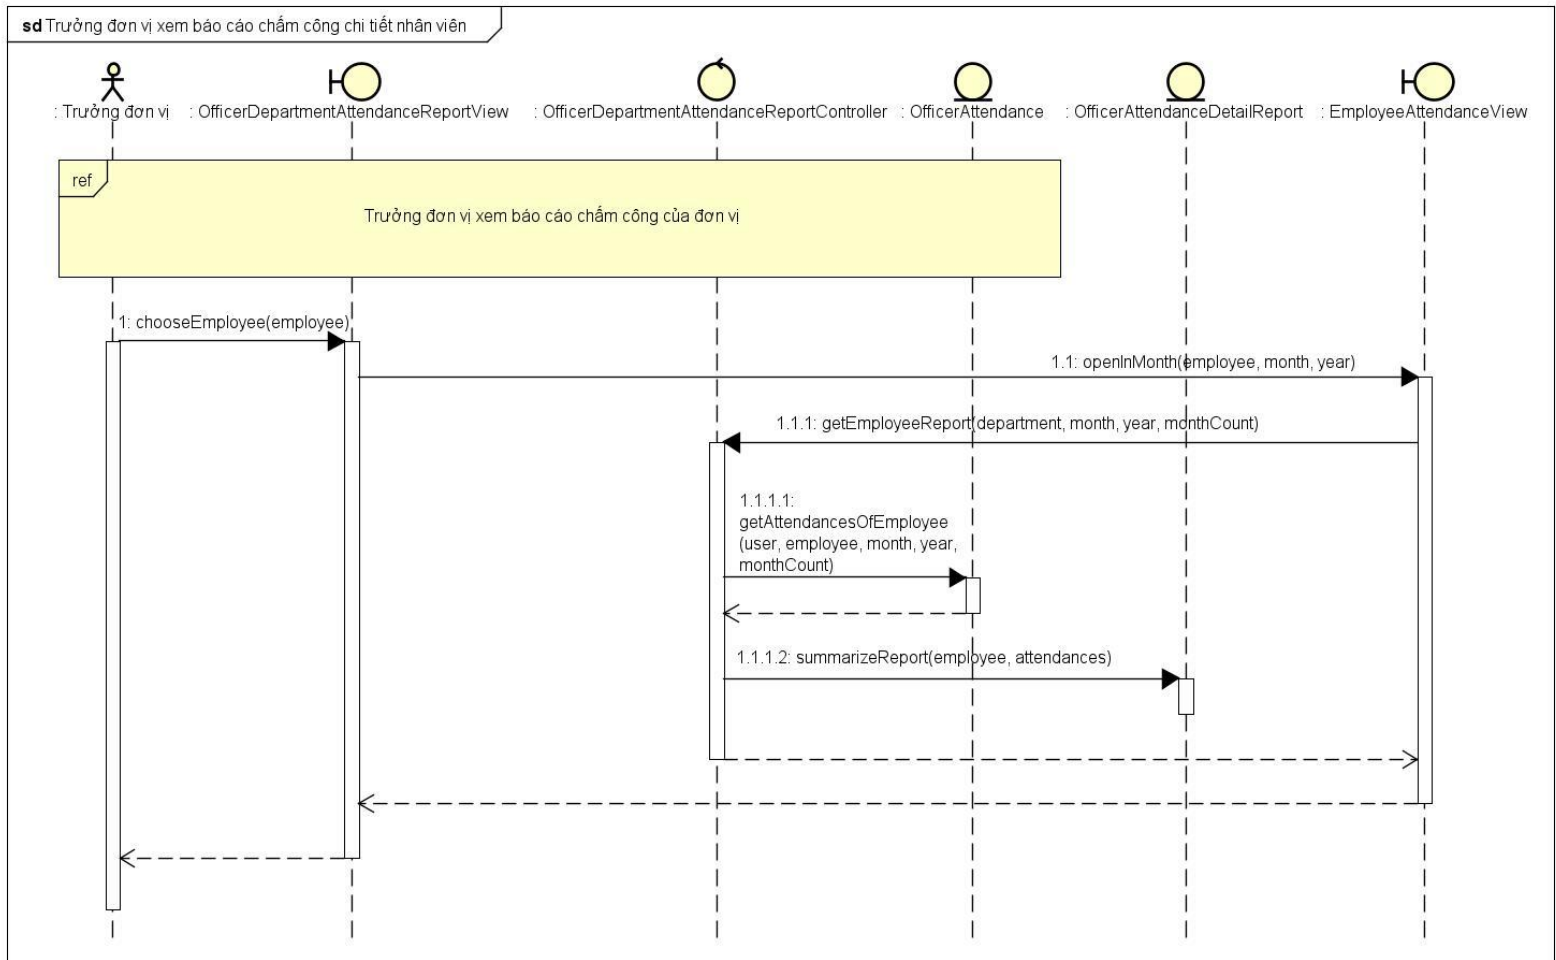 sd Trưởng đơn vị xem báo cáo chấm công chi tiết nhân viên
: Trưởng đơn vị
: OfficerDepartmentAttendanceReportView
: OfficerDepartmentAttendanceReportController
: OfficerAttendance
: OfficerAttendanceDetailReport
: EmployeeAttendanceView
ref
Trưởng đơn vị xem báo cáo chấm công của đơn vị
1: chooseEmployee(employee)
1.1: openInMonth(employee, month, year)
1.1.1: getEmployeeReport(department, month, year, monthCount)
1.1.1.1:
getAttendancesOfEmployee
(user, employee, month, year,
monthCount)
1.1.1.2: summarizeReport(employee, attendances)